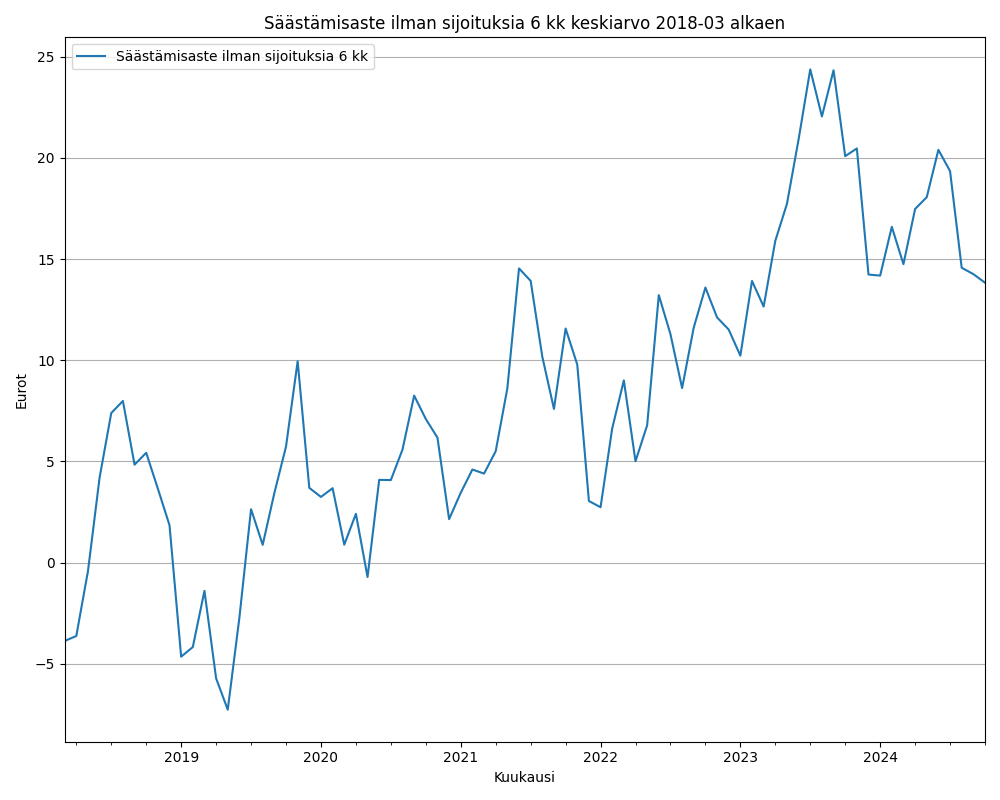 Säästämisaste ilman sijoituksia 6 kk keskiarvo 2018-03 alkaen
Säästämisaste ilman sijoituksia 6 kk
25
20
15
10
5
0
−5
Eurot
2019 2020 2021 2022 2023 2024
Kuukausi